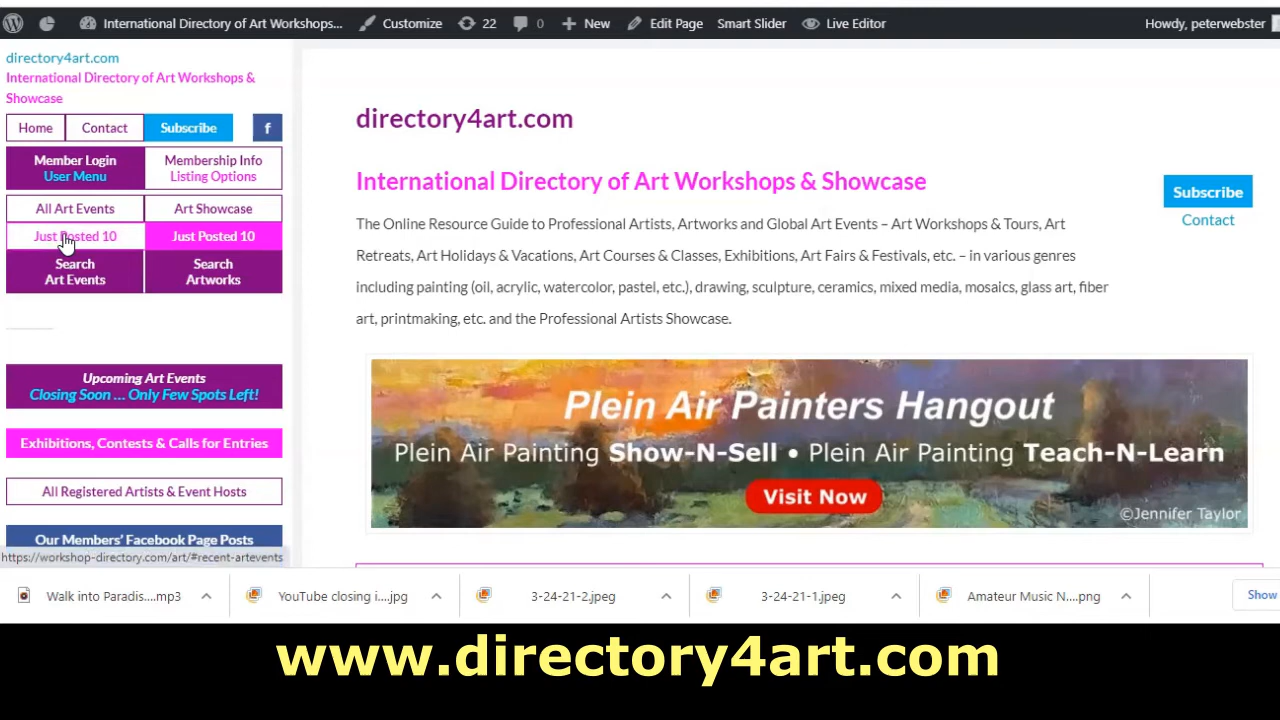 International Directory of Art Workshops... Customize 22 0 New Edit Page Smart Slider Live Editor Howdy, peterwebster
directory4art.com
International Directory of Art Workshops &
Showcase
Home Contact Subscribe f
Member Login Membership Info
User Menu Listing Options
All Art Events Art Showcase
Just Posted 10 Just Posted 10
Search Search
Art Events Artworks
Upcoming Art Events
Closing Soon ... Only Few Spots Left!
Exhibitions, Contests & Calls for Entries
All Registered Artists & Event Hosts
Our Members' Facebook Page Posts
https://workshop-directory.com/art/#recent-artevents
directory4art.com
International Directory of Art Workshops & Showcase
The Online Resource Guide to Professional Artists, Artworks and Global Art Events – Art Workshops & Tours, Art
Retreats, Art Holidays & Vacations, Art Courses & Classes, Exhibitions, Art Fairs & Festivals, etc. – in various genres
including painting (oil, acrylic, watercolor, pastel, etc.), drawing, sculpture, ceramics, mixed media, mosaics, glass art, fiber
art, printmaking, etc. and the Professional Artists Showcase.
Subscribe
Contact
Plein Air Painters Hangout
Plein Air Painting Show-N-Sell • Plein Air Painting Teach-N-Learn
Visit Now
©Jennifer Taylor
Walk into Paradis....mp3 YouTube closing i....jpg 3-24-21-2.jpeg 3-24-21-1.jpeg Amateur Music N....png Show
www.directory4art.com